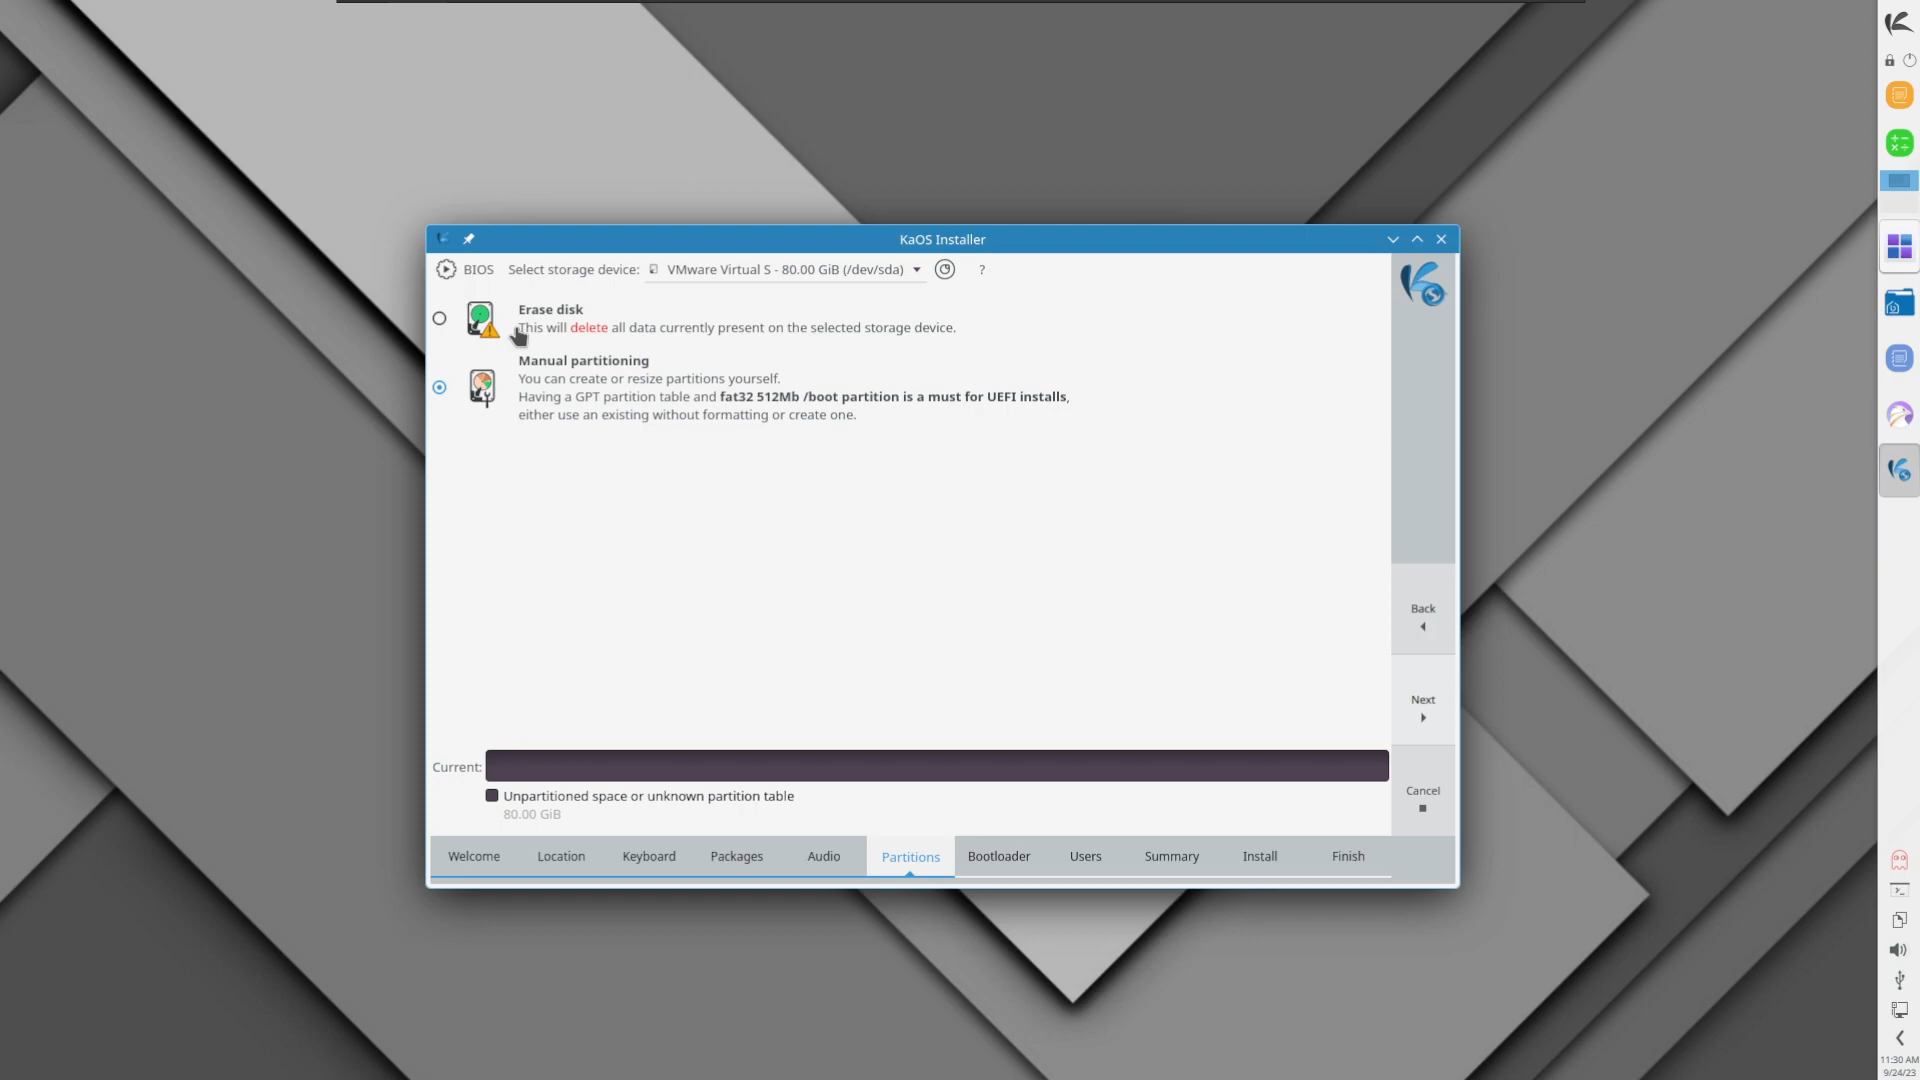 KaOS Installer
BIOS Select storage device: VMware Virtual S - 80.00 GiB (/dev/sda) ?
Erase disk
This will delete all data currently present on the selected storage device.
Manual partitioning
You can create or resize partitions yourself.
Having a GPT partition table and fat32 512Mb /boot partition is a must for UEFI installs,
either use an existing without formatting or create one.
Back
Next
Cancel
Current:
Unpartitioned space or unknown partition table
80.00 GiB
Welcome Location Keyboard Packages Audio Partitions Bootloader Users Summary Install Finish
11:30 AM
9/24/23